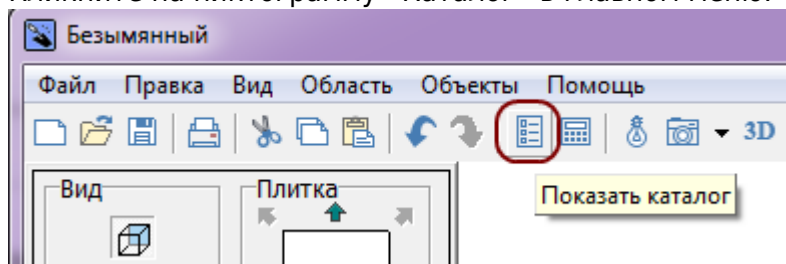 Безымянный
Файл Правка Вид Область Объекты Помощь
3D
Вид Плитка
Показать каталог